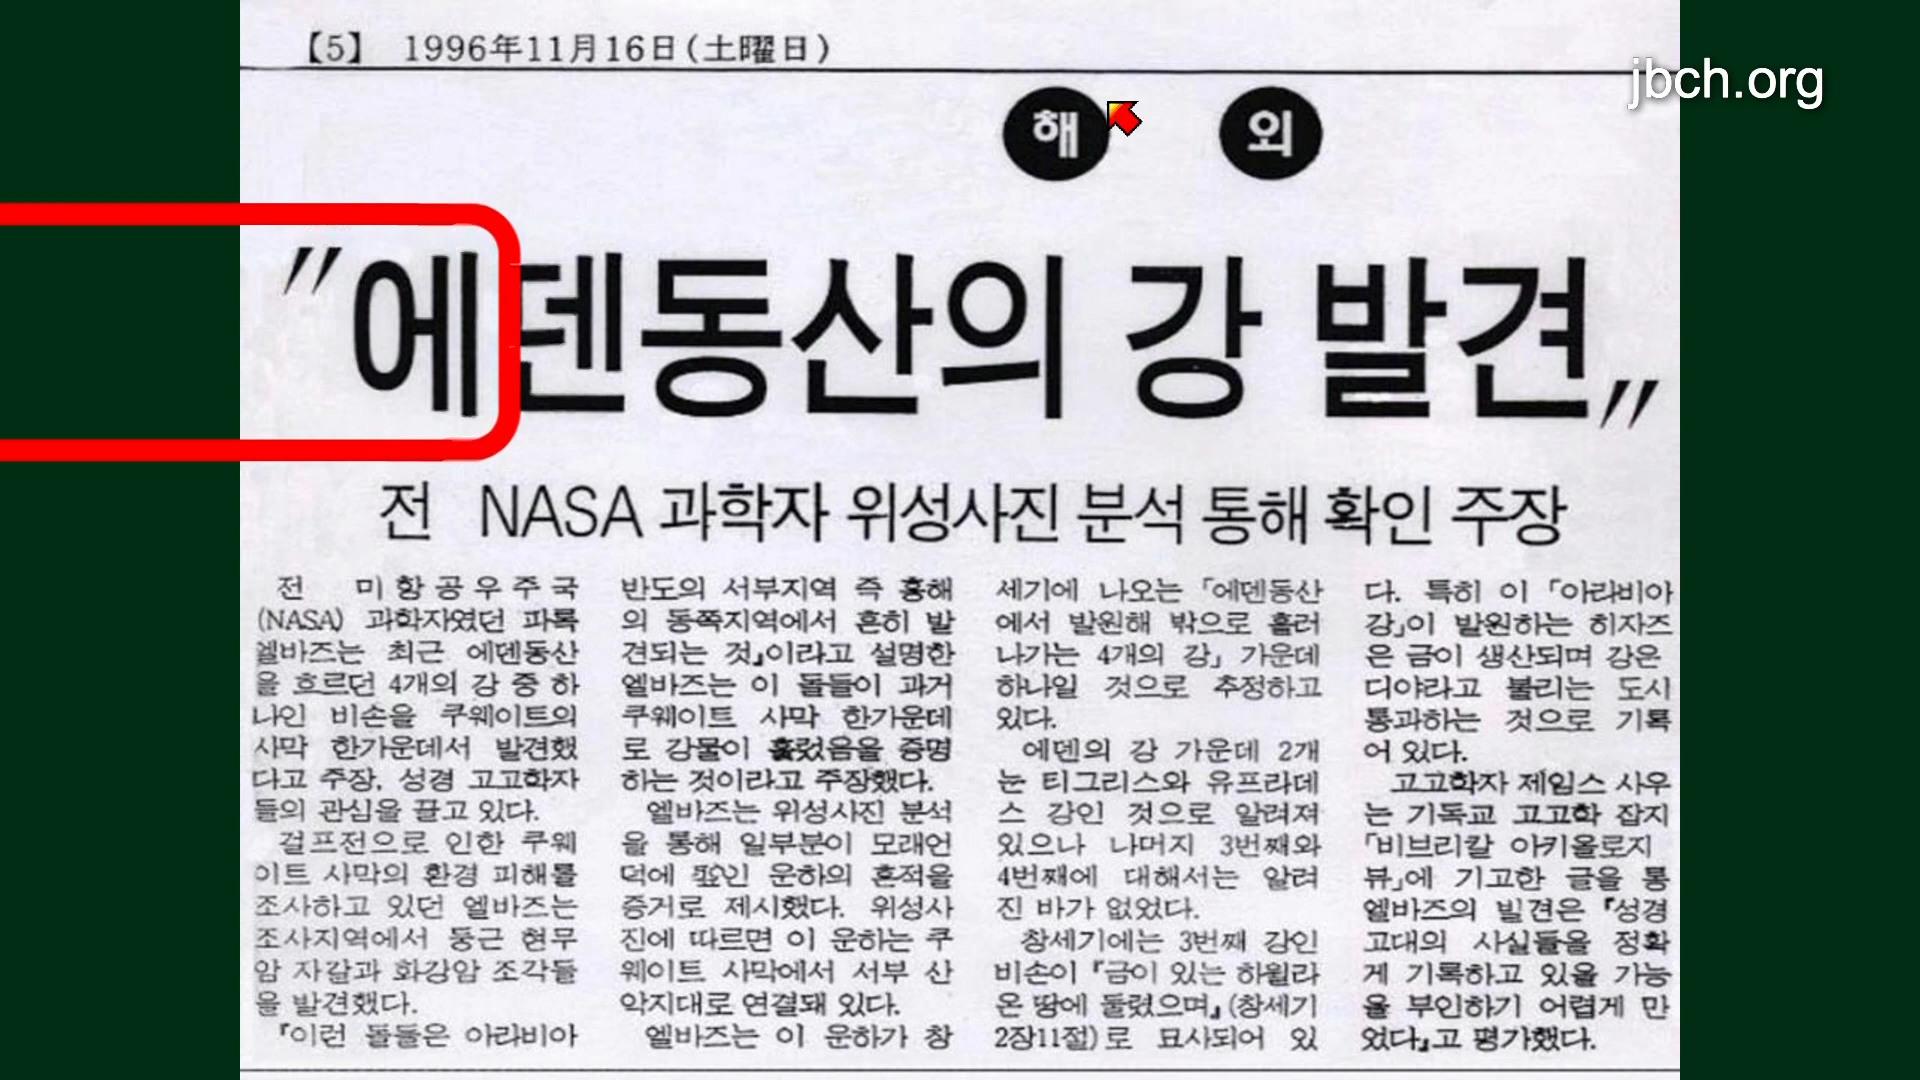 【5】 1996年11月16日(土曜日)
jbch.org
해 외
"에덴동산의 강 발견"
전 NASA 과학자 위성사진 분석 통해 확인 주장
전 미항공우주국
(NASA) 과학자였던 파록
엘바즈는 최근 에덴동산
을 흐르던 4개의 강 중 하
나인 비손을 쿠웨이트의
사막 한가운데서 발견했
다고 주장, 성경 고고학자
들의 관심을 끌고 있다.
걸프전으로 인한 쿠웨
이트 사막의 환경 피해를
조사하고 있던 엘바즈는
조사지역에서 둥근 현무
암 자갈과 화강암 조각들
을 발견했다.
『이런 돌들은 아라비아
반도의 서부지역 즉 홍해
의 동쪽지역에서 흔히 발
견되는 것』이라고 설명한
엘바즈는 이 돌들이 과거
쿠웨이트 사막 한가운데
로 강물이 흘렀음을 증명
하는 것이라고 주장했다.
엘바즈는 위성사진 분석
을 통해 일부분이 모래언
덕에 덮인 운하의 흔적을
증거로 제시했다. 위성사
진에 따르면 이 운하는 쿠
웨이트 사막에서 서부 산
악지대로 연결돼 있다.
엘바즈는 이 운하가 창
세기에 나오는 「에덴동산
에서 발원해 밖으로 흘러
나가는 4개의 강」 가운데
하나일 것으로 추정하고
있다.
에덴의 강 가운데 2개
는 티그리스와 유프라데
스 강인 것으로 알려져
있으나 나머지 3번째와
4번째에 대해서는 알려
진 바가 없었다.
창세기에는 3번째 강인
비손이 『금이 있는 하윌라
온 땅에 둘렸으며』(창세기
2장11절)로 묘사되어 있
다. 특히 이 「아라비아
강」이 발원하는 히자즈
은 금이 생산되며 강은
디야라고 불리는 도시
통과하는 것으로 기록
어 있다.
고고학자 제임스 사우
는 기독교 고고학 잡지
「비브리칼 아키올로지
뷰」에 기고한 글을 통
엘바즈의 발견은 『성경
고대의 사실들을 정확
게 기록하고 있을 가능
을 부인하기 어렵게 만
었다』고 평가했다.